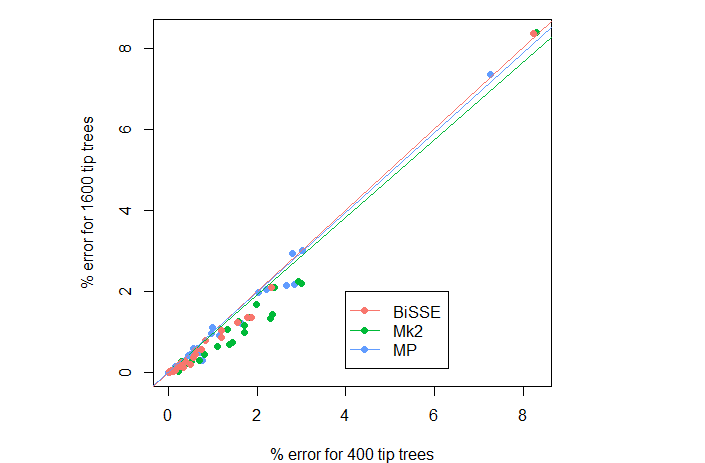 8
6
4
2
0
% error for 1600 tip trees
BiSSE
Mk2
MP
0 2 4 6 8
% error for 400 tip trees